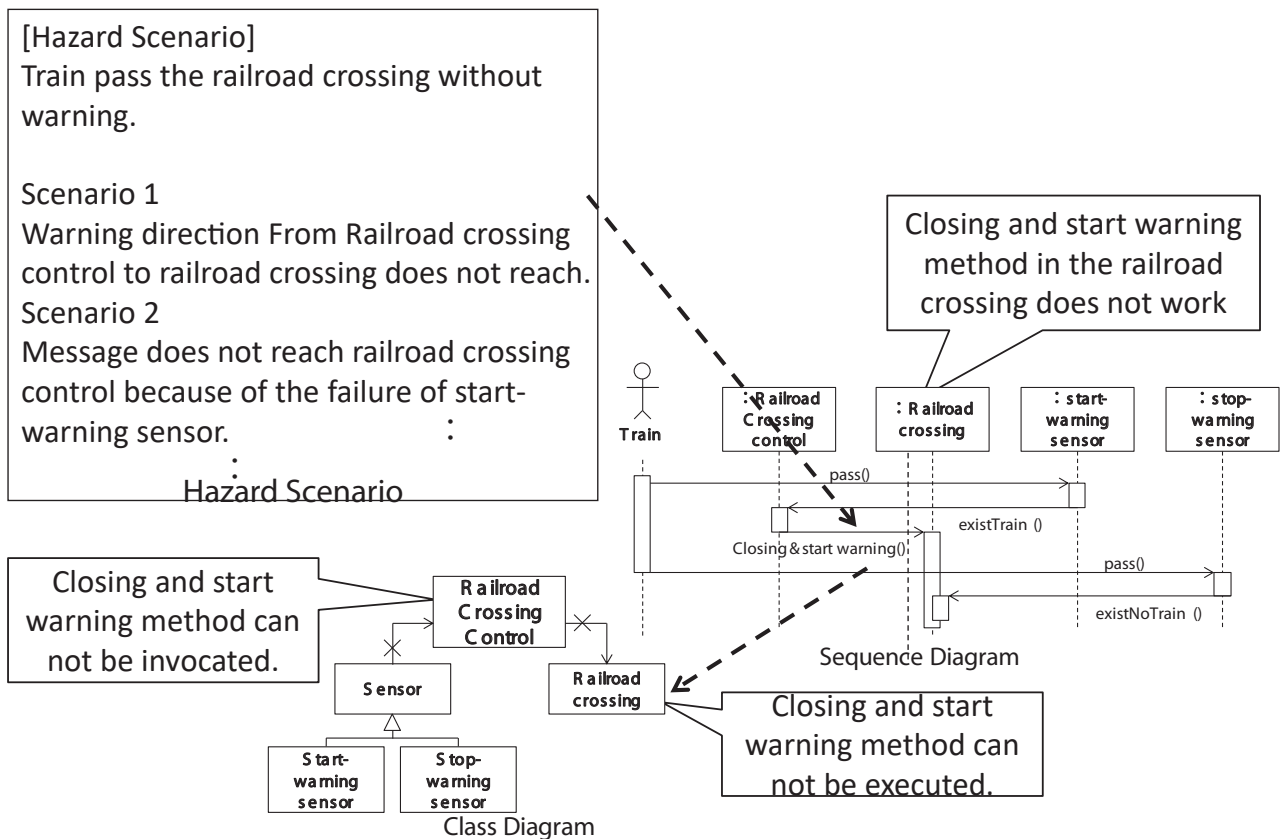 [Hazard Scenario]
Train pass the railroad crossing without
warning.
Scenario 1
Warning direction From Railroad crossing
control to railroad crossing does not reach.
Scenario 2
Message does not reach railroad crossing
control because of the failure of start-
warning sensor. :
:
Hazard Scenario
Closing and start warning
method in the railroad
crossing does not work
Train
: Railroad
Crossing
control
: Railroad
crossing
: start-
warning
sensor
: stop-
warning
sensor
pass()
existTrain ()
Closing & start warning()
pass()
existNoTrain ()
Sequence Diagram
Closing and start
warning method can
not be invocated.
Railroad
Crossing
Control
Sensor
Railroad
crossing
Closing and start
warning method can
not be executed.
Start-
warning
sensor
Stop-
warning
sensor
Class Diagram